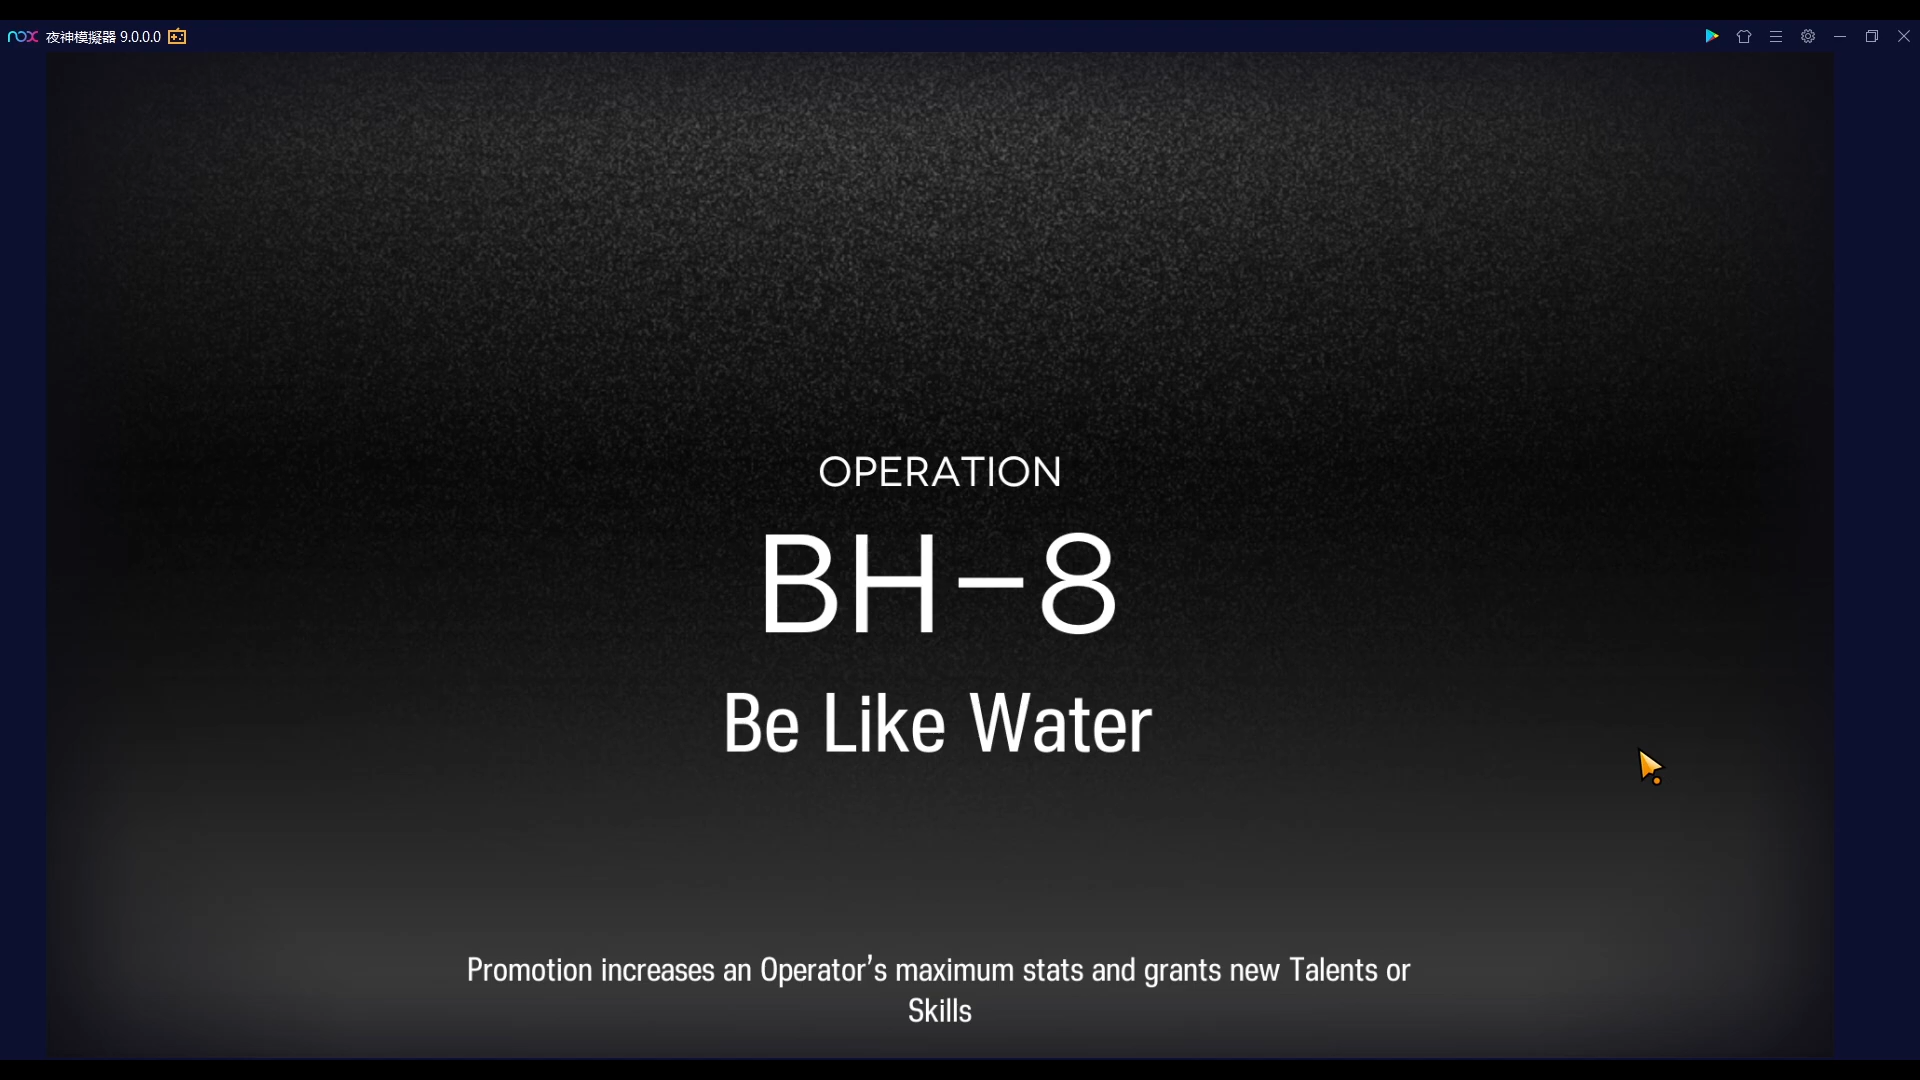 nox 夜神模擬器 9.0.0.0
OPERATION
BH-8
Be Like Water
Promotion increases an Operator's maximum stats and grants new Talents or
Skills